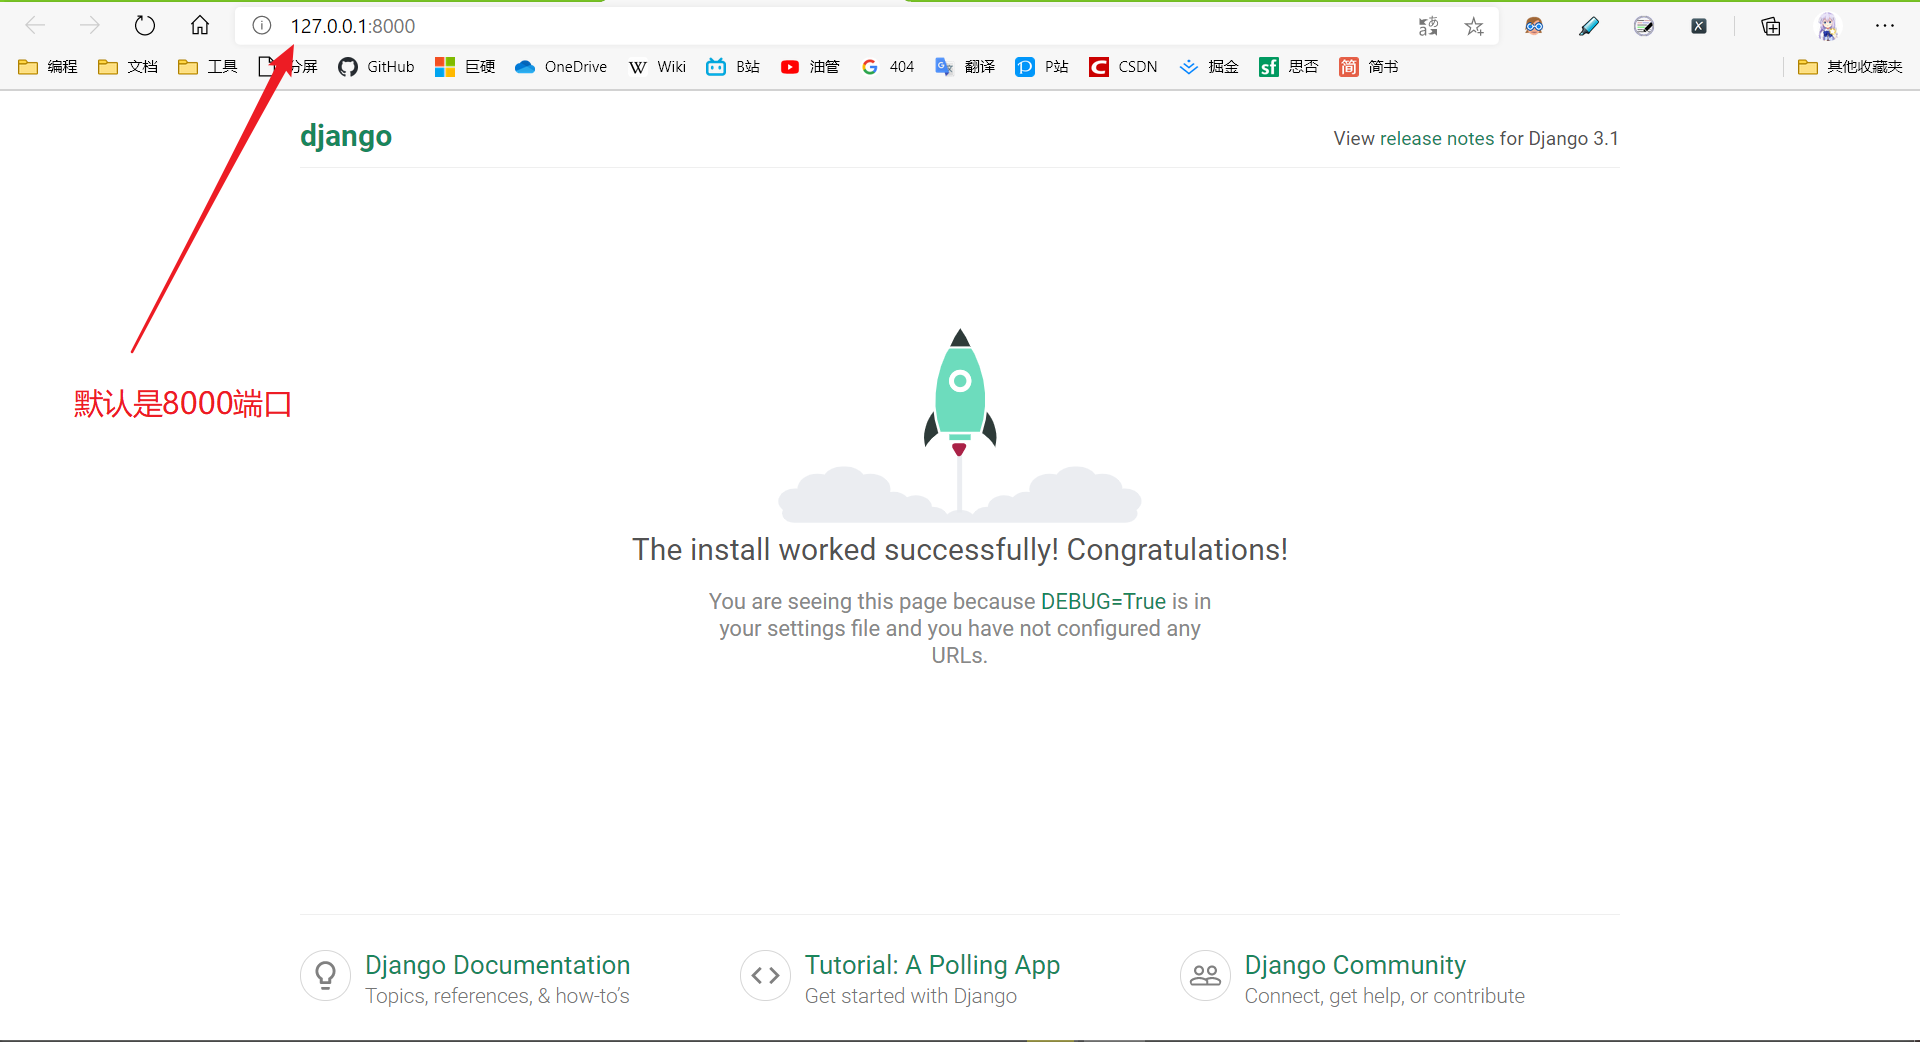 127.0.0.1:8000
编程 文档 工具 分屏 GitHub 巨硬 OneDrive Wiki B站 油管 404 翻译 P站 CSDN 掘金 思否 简书 其他收藏夹
django
View release notes for Django 3.1
默认是8000端口
The install worked successfully! Congratulations!
You are seeing this page because DEBUG=True is in
your settings file and you have not configured any
URLs.
Django Documentation
Topics, references, & how-to’s
Tutorial: A Polling App
Get started with Django
Django Community
Connect, get help, or contribute